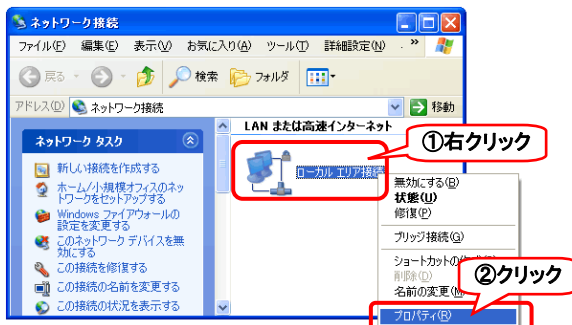 ネットワーク接続
ファイル(F) 編集(E) 表示(V) お気に入り(A) ツール(T) 詳細設定(N) »
戻る 検索 フォルダ
アドレス(D) ネットワーク接続 移動
ネットワーク タスク
新しい接続を作成する
ホーム/小規模オフィスのネッ
トワークをセットアップする
Windows ファイアウォールの
設定を変更する
このネットワーク デバイスを無
効にする
この接続を修復する
この接続の名前を変更する
この接続の状況を表示する
LAN または高速インターネット
①右クリック
ローカル エリア接続
無効にする(B)
状態(U)
修復(P)
ブリッジ接続(G)
ショートカットの
削除(D)
名前の変更(M)
②クリック
プロパティ(R)